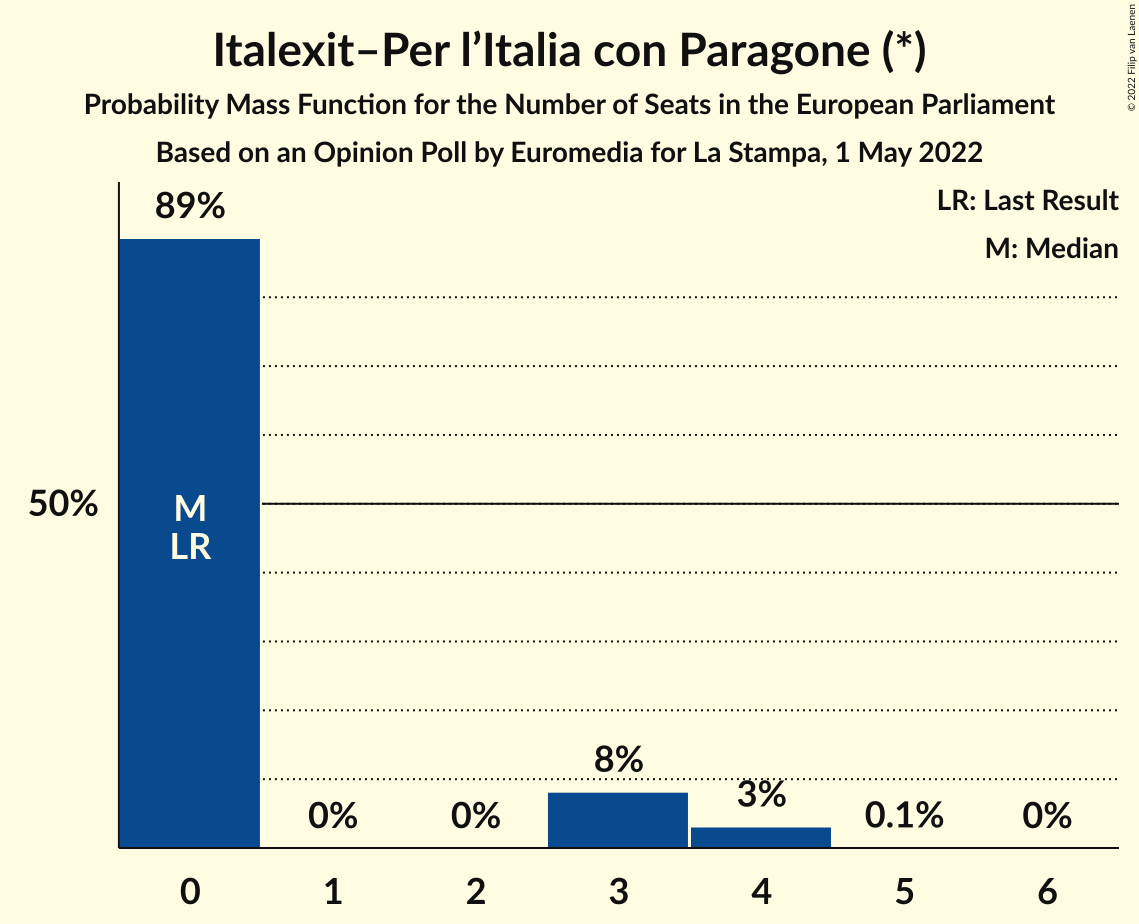 Italexit–Per l’Italia con Paragone (*)
Probability Mass Function for the Number of Seats in the European Parliament
Based on an Opinion Poll by Euromedia for La Stampa, 1 May 2022
© 2022 Filip van Laenen
LR: Last Result
M: Median
89%
50%
M
LR
0%
0%
8%
3%
0.1%
0%
0
1
2
3
4
5
6